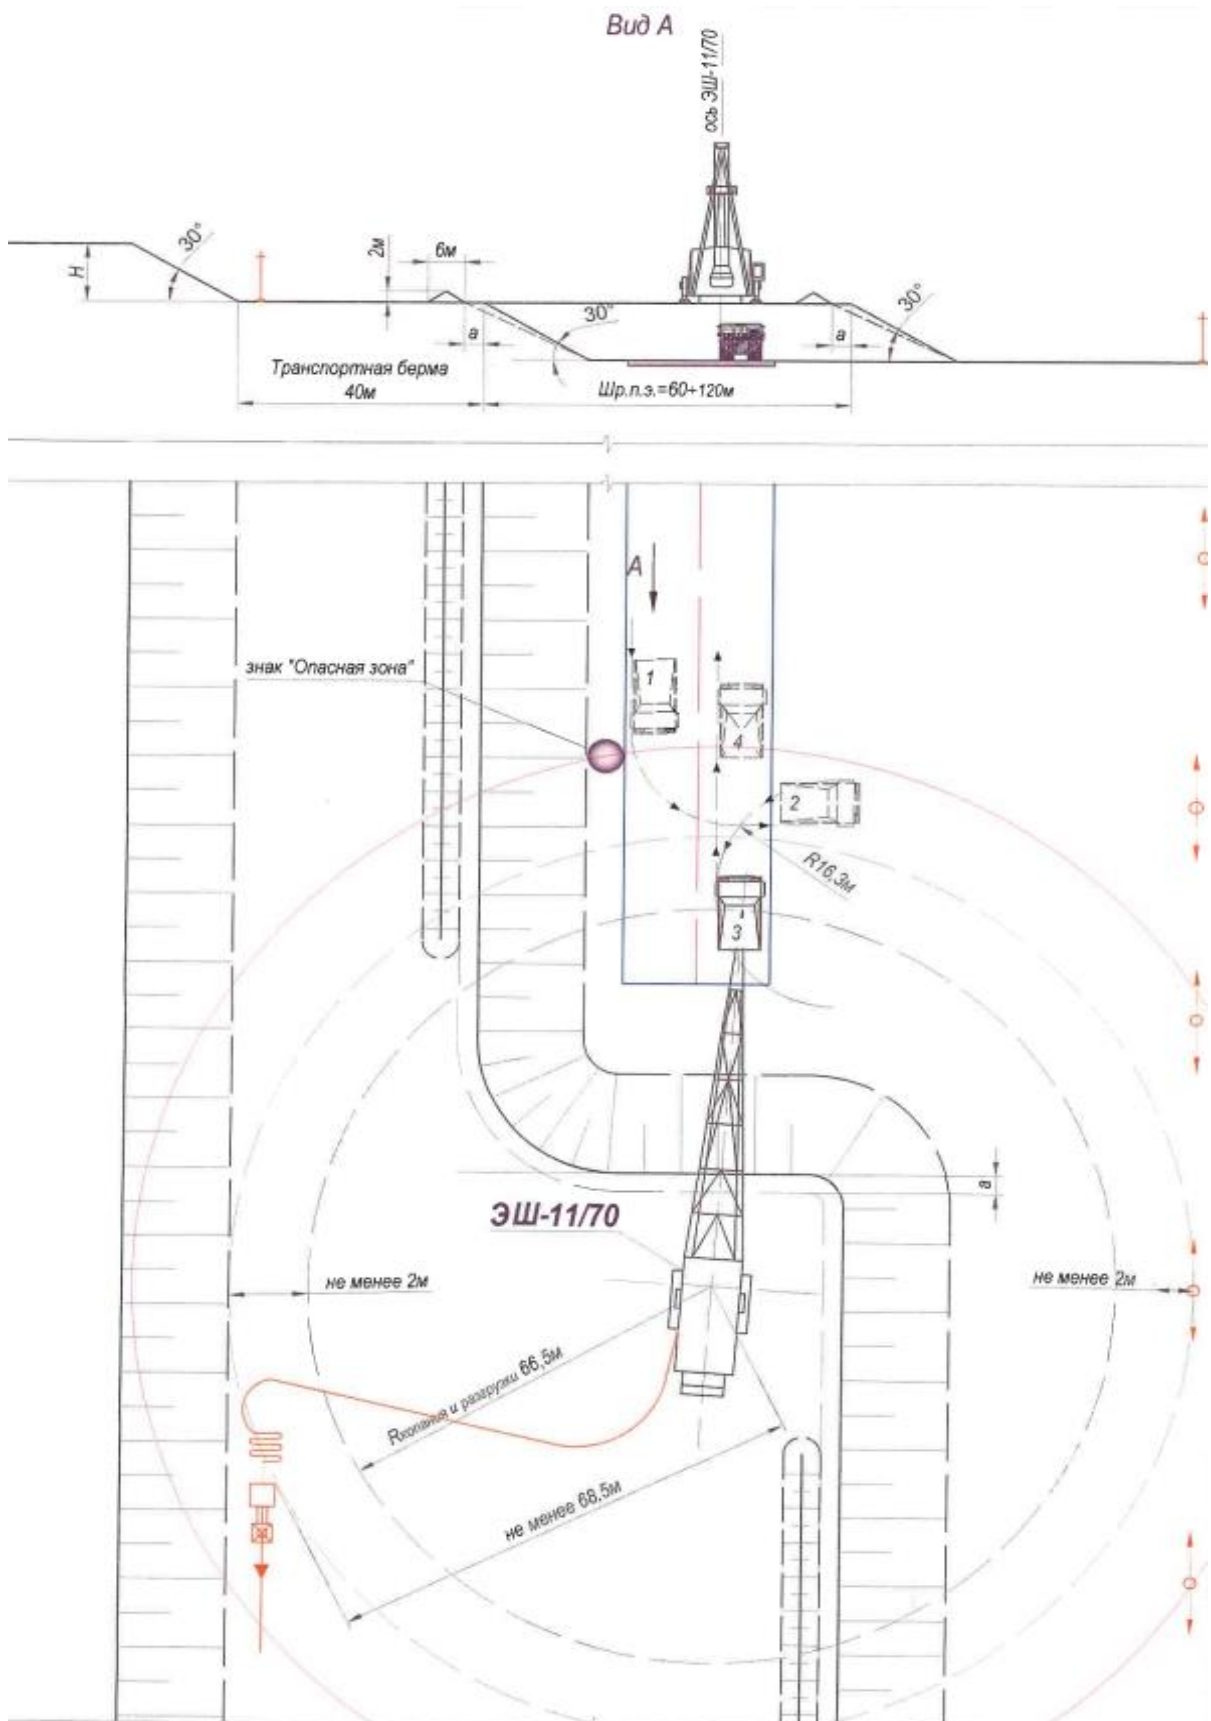 Вид А
ось ЭШ-11/70
30°
H
2м
6м
а
30°
а
30°
Транспортная берма
40м
Шр.п.э.=60÷120м
А
знак "Опасная зона"
1
4
2
R16,3м
3
а
ЭШ-11/70
не менее 2м
не менее 2м
Rкопания и разгрузки 66,5м
не менее 68,5м